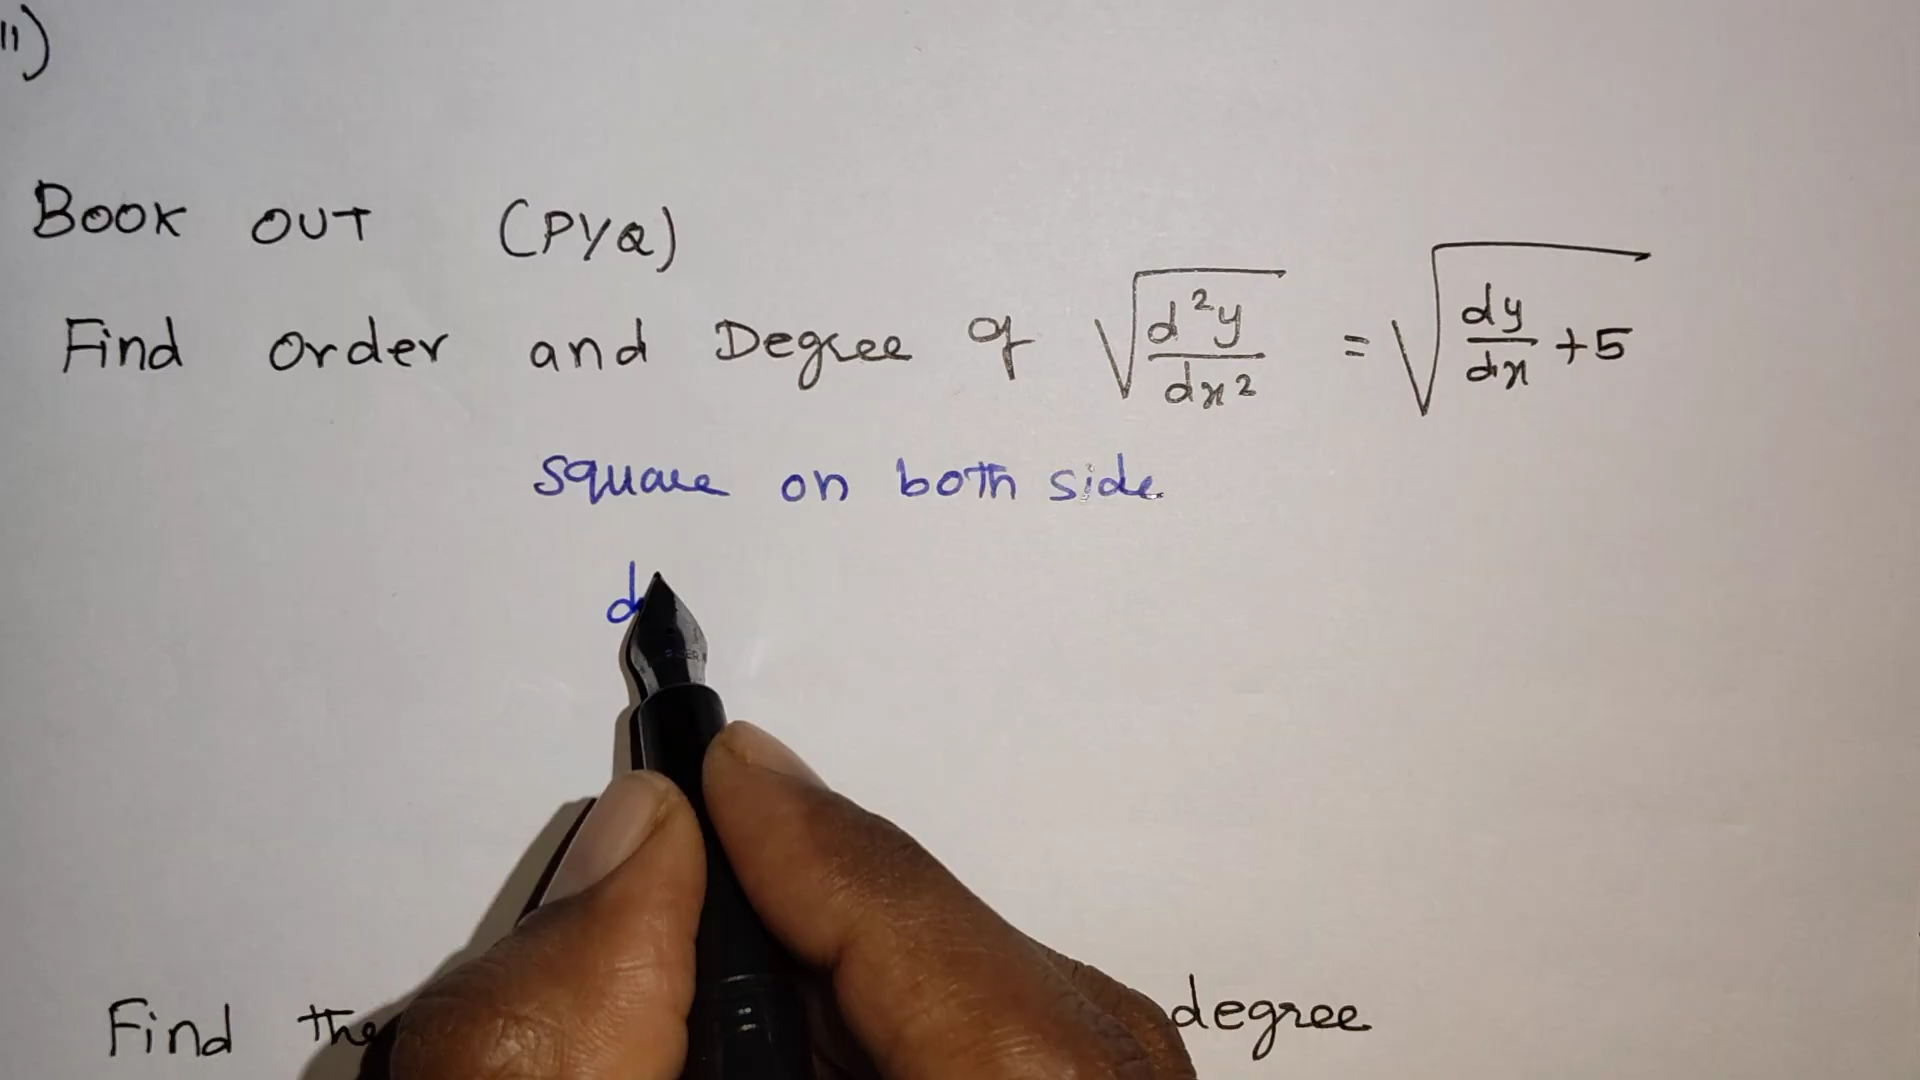 11)
BOOK OUT (PYQ)
Find order and Degree of √(d²y/dx²) = √(dy/dx + 5)
square on both side
d
Find the degree